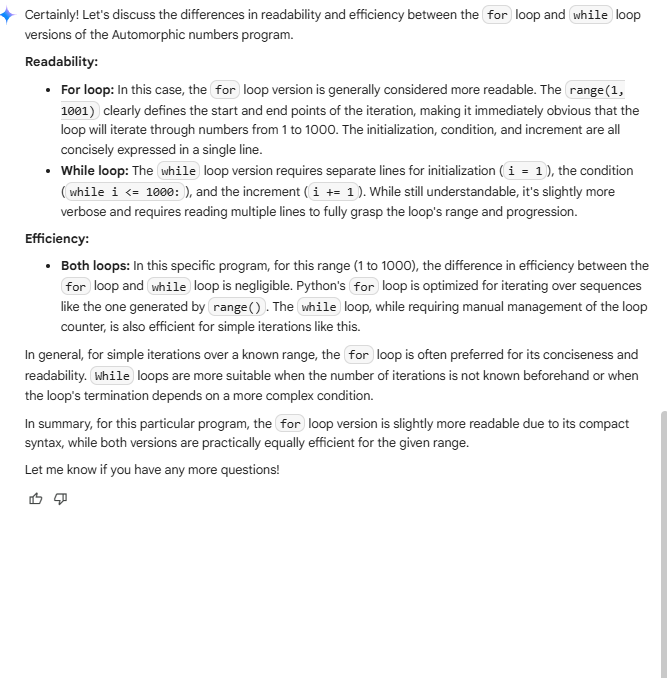 Certainly! Let's discuss the differences in readability and efficiency between the for loop and while loop
versions of the Automorphic numbers program.
Readability:
• For loop: In this case, the for loop version is generally considered more readable. The range(1,
1001) clearly defines the start and end points of the iteration, making it immediately obvious that the
loop will iterate through numbers from 1 to 1000. The initialization, condition, and increment are all
concisely expressed in a single line.
• While loop: The while loop version requires separate lines for initialization ( i = 1 ), the condition
( while i <= 1000: ), and the increment ( i += 1 ). While still understandable, it's slightly more
verbose and requires reading multiple lines to fully grasp the loop's range and progression.
Efficiency:
• Both loops: In this specific program, for this range (1 to 1000), the difference in efficiency between the
for loop and while loop is negligible. Python's for loop is optimized for iterating over sequences
like the one generated by range() . The while loop, while requiring manual management of the loop
counter, is also efficient for simple iterations like this.
In general, for simple iterations over a known range, the for loop is often preferred for its conciseness and
readability. While loops are more suitable when the number of iterations is not known beforehand or when
the loop's termination depends on a more complex condition.
In summary, for this particular program, the for loop version is slightly more readable due to its compact
syntax, while both versions are practically equally efficient for the given range.
Let me know if you have any more questions!